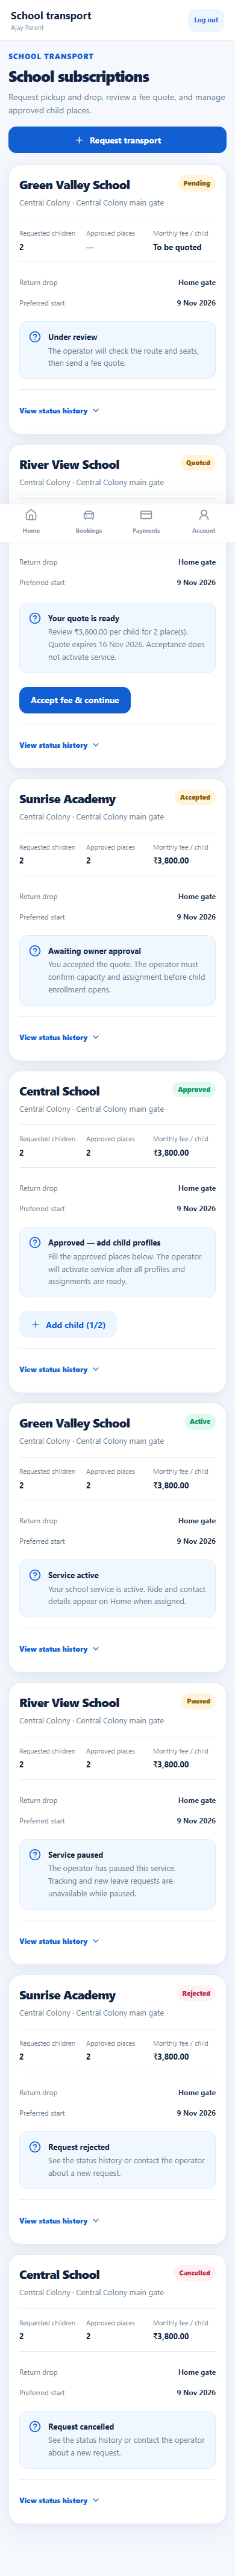 School transport
Ajay Parent
Log out
SCHOOL TRANSPORT
School subscriptions
Request pickup and drop, review a fee quote, and manage
approved child places.
+ Request transport
Green Valley School
Pending
Central Colony · Central Colony main gate
Requested children Approved places Monthly fee / child
2 — To be quoted
Return drop Home gate
Preferred start 9 Nov 2026
Under review
The operator will check the route and seats,
then send a fee quote.
View status history
River View School
Quoted
Central Colony · Central Colony main gate
Home Bookings Payments Account
Return drop Home gate
Preferred start 9 Nov 2026
Your quote is ready
Review ₹3,800.00 per child for 2 place(s).
Quote expires 16 Nov 2026. Acceptance does
not activate service.
Accept fee & continue
View status history
Sunrise Academy
Accepted
Central Colony · Central Colony main gate
Requested children Approved places Monthly fee / child
2 2 ₹3,800.00
Return drop Home gate
Preferred start 9 Nov 2026
Awaiting owner approval
You accepted the quote. The operator must
confirm capacity and assignment before child
enrollment opens.
View status history
Central School
Approved
Central Colony · Central Colony main gate
Requested children Approved places Monthly fee / child
2 2 ₹3,800.00
Return drop Home gate
Preferred start 9 Nov 2026
Approved — add child profiles
Fill the approved places below. The operator
will activate service after all profiles and
assignments are ready.
+ Add child (1/2)
View status history
Green Valley School
Active
Central Colony · Central Colony main gate
Requested children Approved places Monthly fee / child
2 2 ₹3,800.00
Return drop Home gate
Preferred start 9 Nov 2026
Service active
Your school service is active. Ride and contact
details appear on Home when assigned.
View status history
River View School
Paused
Central Colony · Central Colony main gate
Requested children Approved places Monthly fee / child
2 2 ₹3,800.00
Return drop Home gate
Preferred start 9 Nov 2026
Service paused
The operator has paused this service.
Tracking and new leave requests are
unavailable while paused.
View status history
Sunrise Academy
Rejected
Central Colony · Central Colony main gate
Requested children Approved places Monthly fee / child
2 2 ₹3,800.00
Return drop Home gate
Preferred start 9 Nov 2026
Request rejected
See the status history or contact the operator
about a new request.
View status history
Central School
Cancelled
Central Colony · Central Colony main gate
Requested children Approved places Monthly fee / child
2 2 ₹3,800.00
Return drop Home gate
Preferred start 9 Nov 2026
Request cancelled
See the status history or contact the operator
about a new request.
View status history